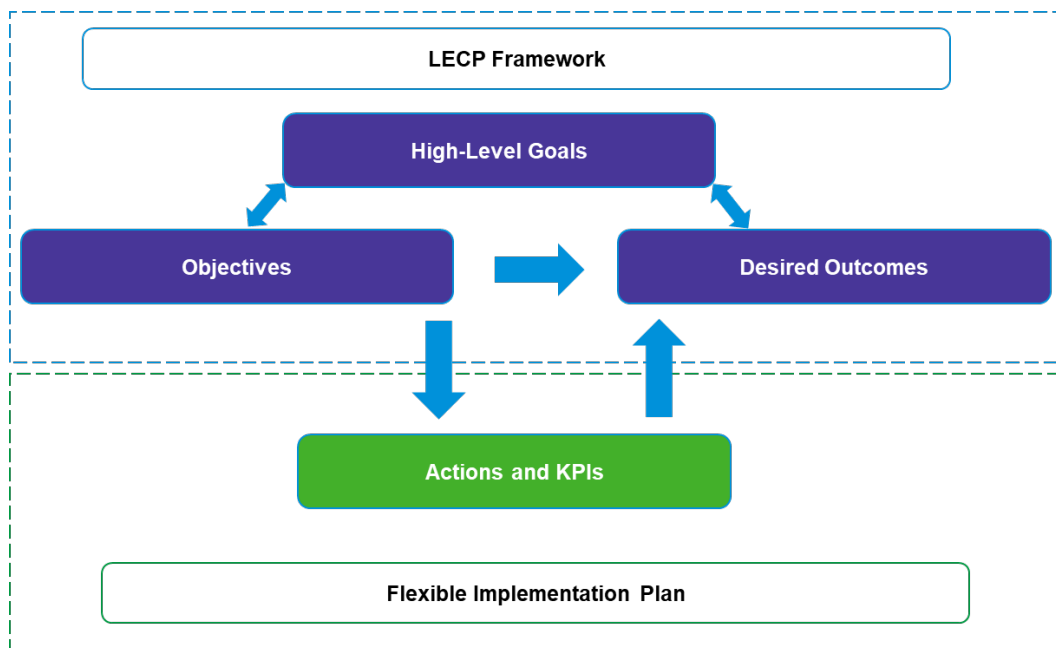 LECP Framework
High-Level Goals
Objectives
Desired Outcomes
Actions and KPIs
Flexible Implementation Plan